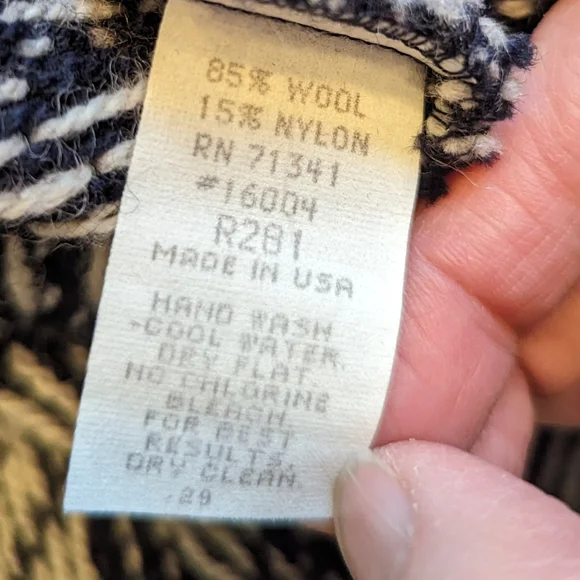 85% WOOL
15% NYLON
RN 71341
#16004
R281
MADE IN USA
HAND WASH
-COOL WATER.
DRY FLAT.
NO CHLORINE
BLEACH.
FOR BEST
RESULTS,
DRY CLEAN.
29